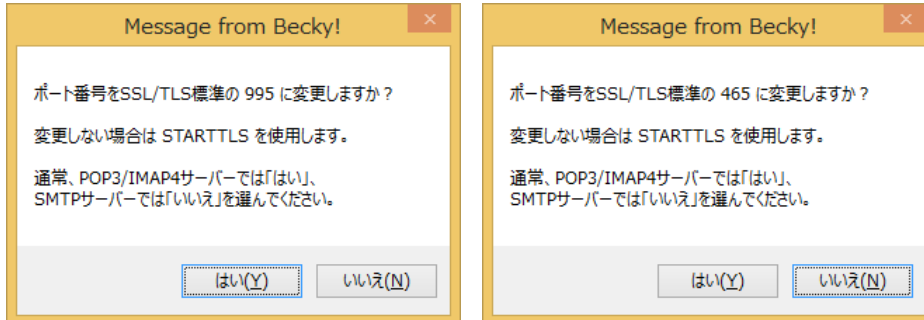 Message from Becky!
ポート番号をSSL/TLS標準の 995 に変更しますか？
変更しない場合は STARTTLS を使用します。
通常、POP3/IMAP4サーバーでは「はい」、
SMTPサーバーでは「いいえ」を選んでください。
はい(Y)
いいえ(N)
Message from Becky!
ポート番号をSSL/TLS標準の 465 に変更しますか？
変更しない場合は STARTTLS を使用します。
通常、POP3/IMAP4サーバーでは「はい」、
SMTPサーバーでは「いいえ」を選んでください。
はい(Y)
いいえ(N)